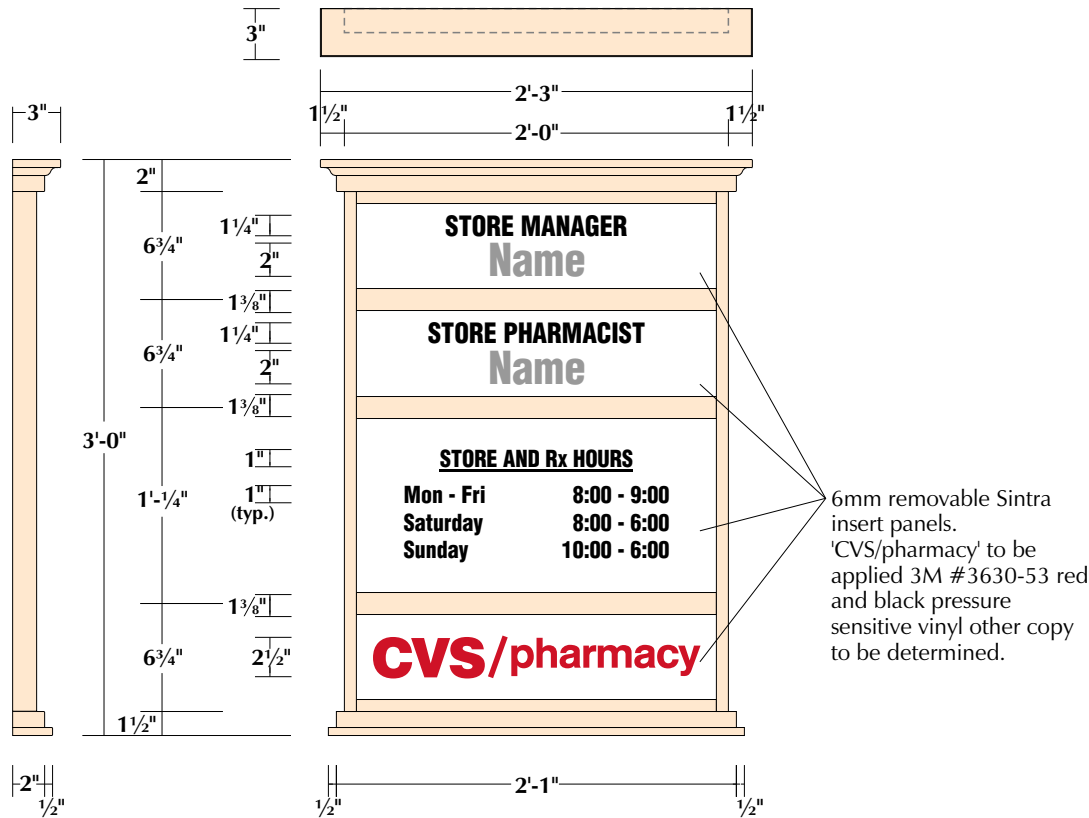 3"
2'-3"
1½"
1½"
2'-0"
3"
2"
6¾"
1¼"
2"
1⅜"
1¼"
6¾"
2"
1⅜"
3'-0"
1"
1'-¼"
1"
(typ.)
1⅜"
6¾"
2½"
1½"
2"
½"
STORE MANAGER
Name
STORE PHARMACIST
Name
STORE AND Rx HOURS
Mon - Fri 8:00 - 9:00
Saturday 8:00 - 6:00
Sunday 10:00 - 6:00
CVS/pharmacy
½"
2'-1"
½"
6mm removable Sintra
insert panels.
'CVS/pharmacy' to be
applied 3M #3630-53 red
and black pressure
sensitive vinyl other copy
to be determined.